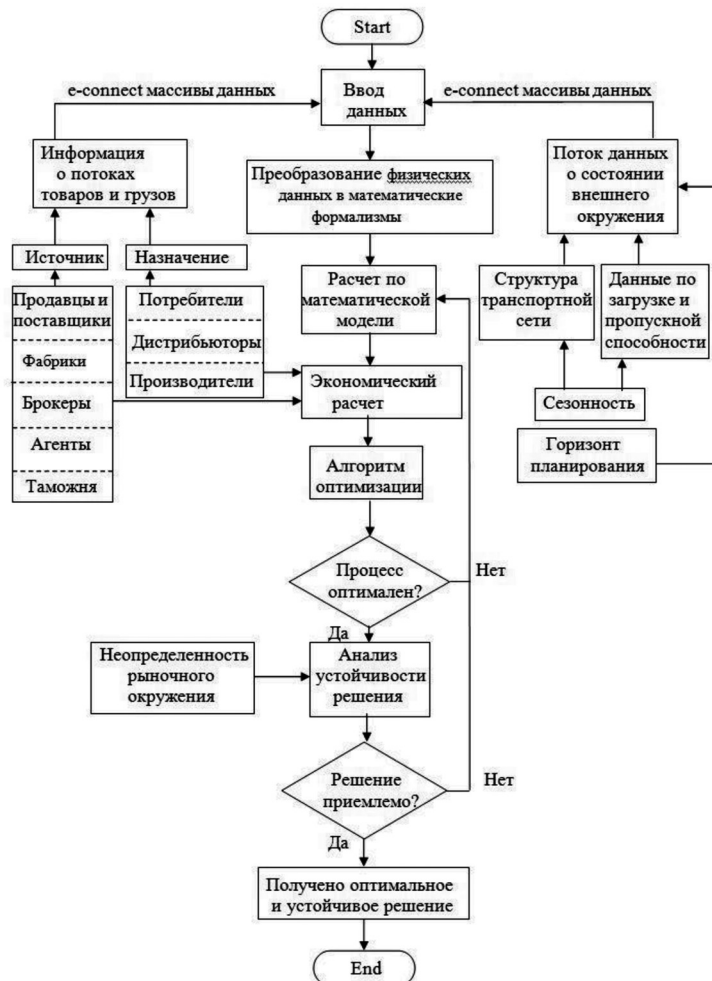 Start
e-connect массивы данных
Ввод
данных
e-connect массивы данных
Информация
о потоках
товаров и грузов
Преобразование физических
данных в математические
формализмы
Поток данных
о состоянии
внешнего
окружения
Источник
Назначение
Продавцы и
поставщики
Фабрики
Брокеры
Агенты
Таможня
Потребители
Дистрибьюторы
Производители
Расчет по
математической
модели
Структура
транспортной
сети
Данные по
загрузке и
пропускной
способности
Экономический
расчет
Сезонность
Горизонт
планирования
Алгоритм
оптимизации
Процесс
оптимален?
Нет
Да
Неопределенность
рыночного
окружения
Анализ
устойчивости
решения
Решение
приемлемо?
Нет
Да
Получено оптимальное
и устойчивое решение
End